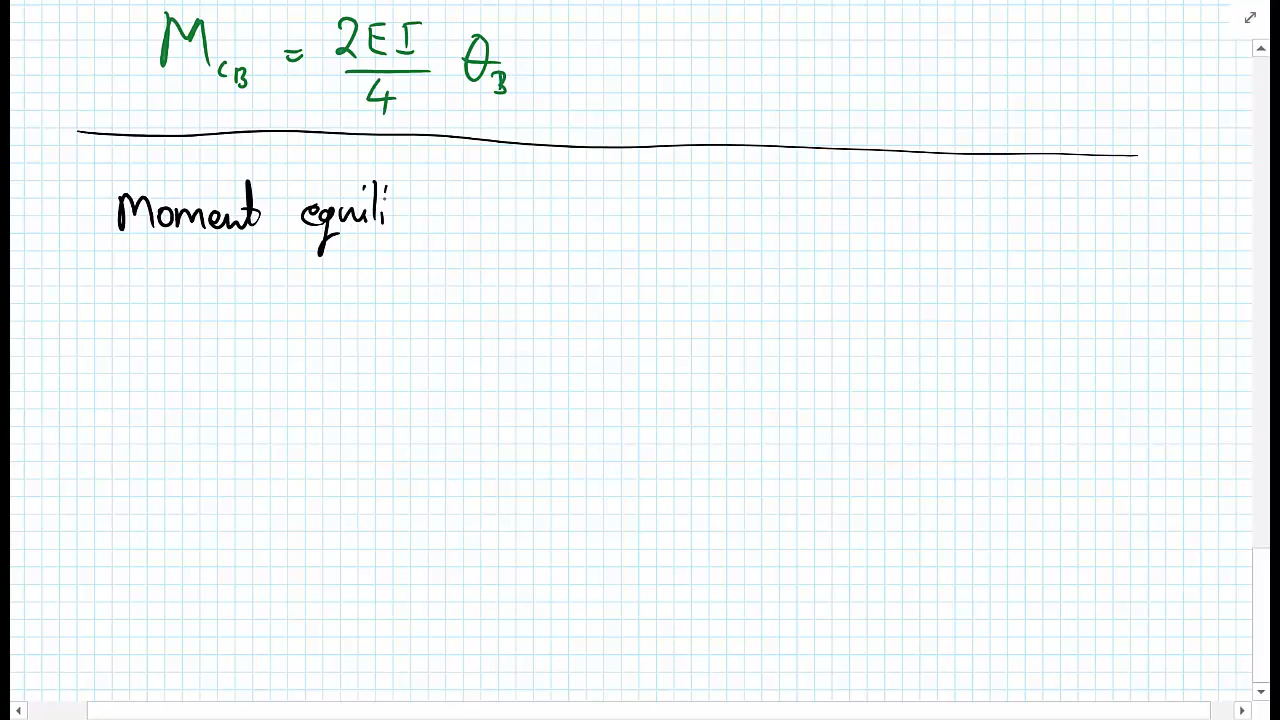 M_CB = 2EI/4 θ_B
Moment equili